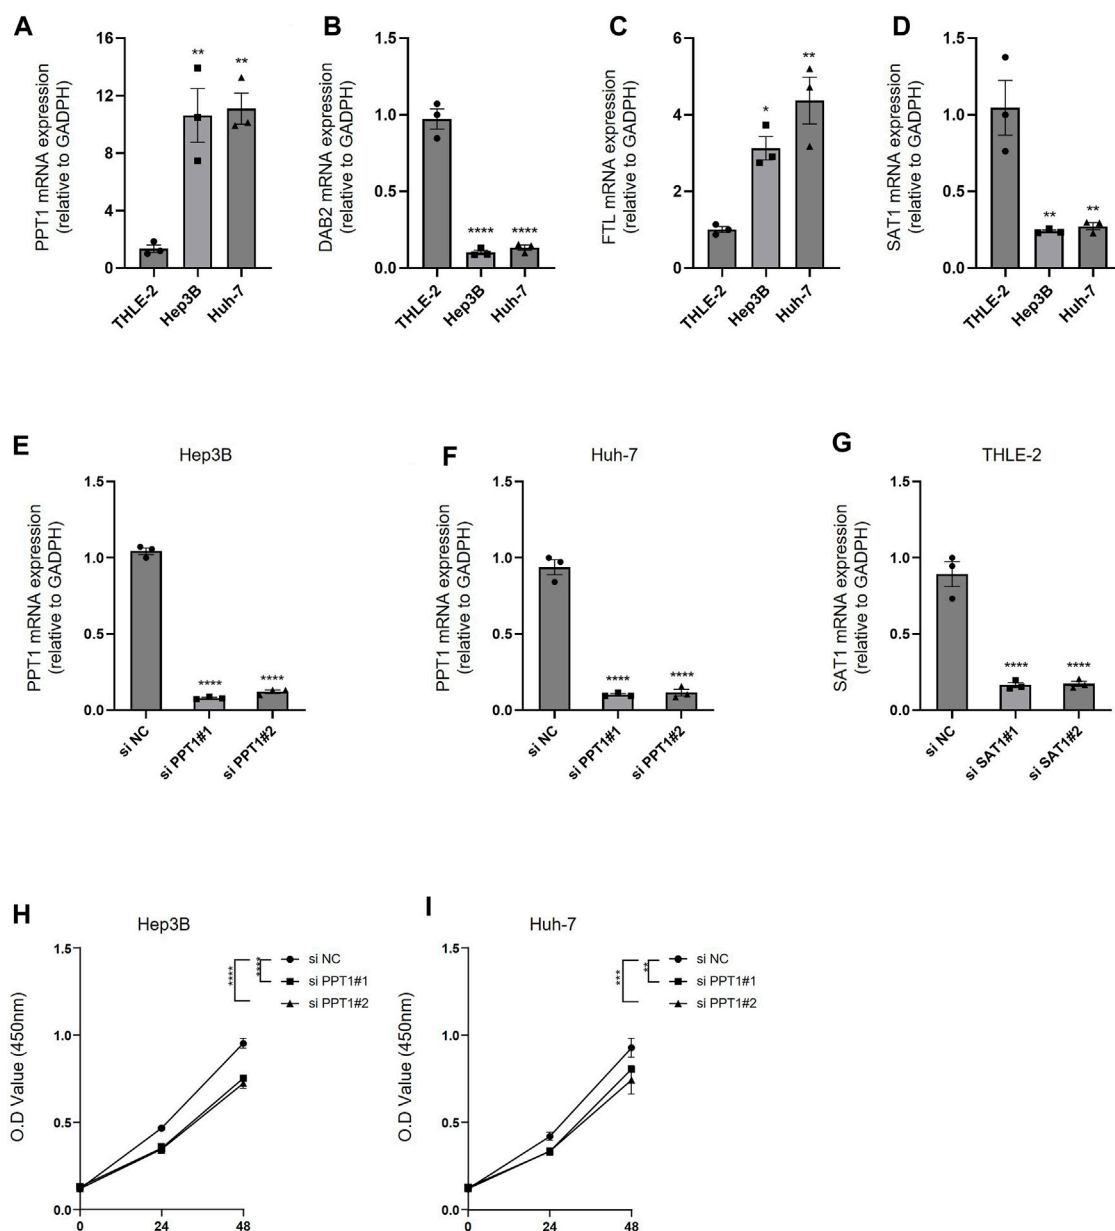 A
PPT1 mRNA expression
(relative to GADPH)
16
12
8
4
0
**
**
THLE-2
Hep3B
Huh-7
B
DAB2 mRNA expression
(relative to GADPH)
1.5
1.0
0.5
0.0
****
****
THLE-2
Hep3B
Huh-7
C
FTL mRNA expression
(relative to GADPH)
6
4
2
0
*
**
THLE-2
Hep3B
Huh-7
D
SAT1 mRNA expression
(relative to GADPH)
1.5
1.0
0.5
0.0
**
**
THLE-2
Hep3B
Huh-7
E
Hep3B
PPT1 mRNA expression
(relative to GADPH)
1.5
1.0
0.5
0.0
****
****
si NC
si PPT1#1
si PPT1#2
F
Huh-7
PPT1 mRNA expression
(relative to GADPH)
1.5
1.0
0.5
0.0
****
****
si NC
si PPT1#1
si PPT1#2
G
THLE-2
SAT1 mRNA expression
(relative to GADPH)
1.5
1.0
0.5
0.0
****
****
si NC
si SAT1#1
si SAT1#2
H
Hep3B
O.D Value (450nm)
1.5
1.0
0.5
0.0
0
24
48
****
****
si NC
si PPT1#1
si PPT1#2
I
Huh-7
O.D Value (450nm)
1.5
1.0
0.5
0.0
0
24
48
***
**
si NC
si PPT1#1
si PPT1#2